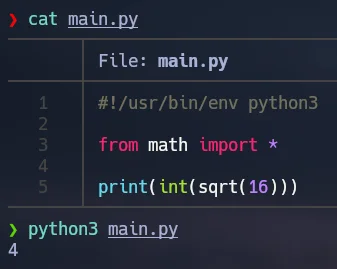 ❯ cat main.py
File: main.py
1 #!/usr/bin/env python3
2
3 from math import *
4
5 print(int(sqrt(16)))
❯ python3 main.py
4